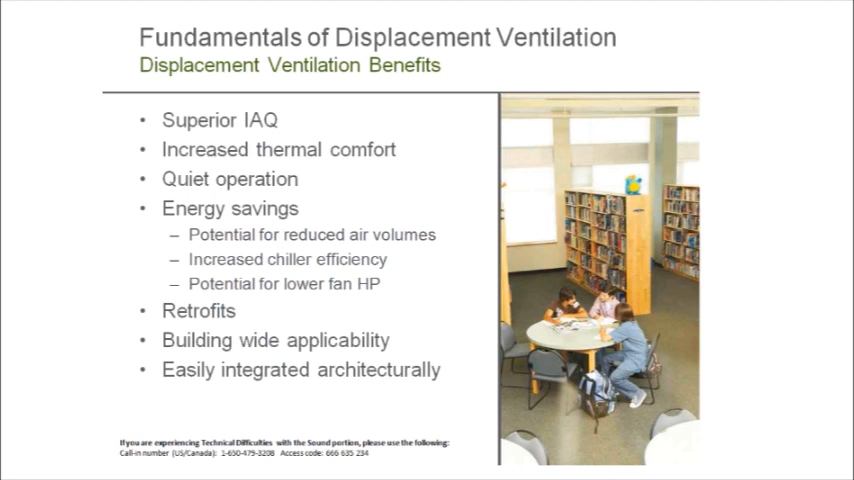 Fundamentals of Displacement Ventilation
Displacement Ventilation Benefits
• Superior IAQ
• Increased thermal comfort
• Quiet operation
• Energy savings
– Potential for reduced air volumes
– Increased chiller efficiency
– Potential for lower fan HP
• Retrofits
• Building wide applicability
• Easily integrated architecturally
If you are experiencing Technical Difficulties with the Sound portion, please use the following:
Call-in number (US/Canada): 1-650-479-3208 Access code: 666 635 234